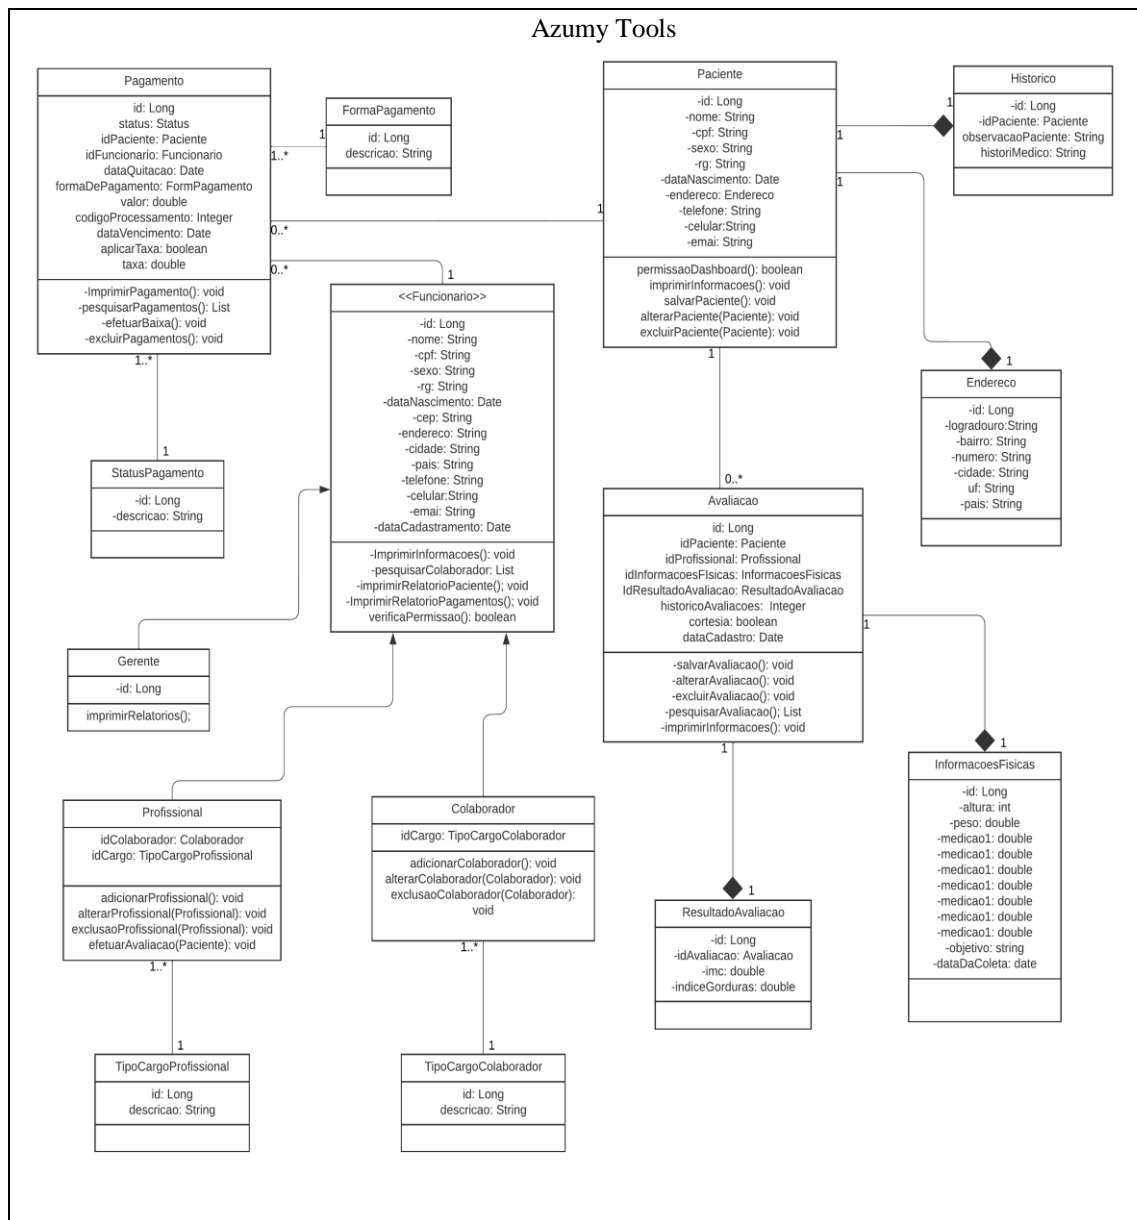 Azumy Tools
Pagamento
id: Long
status: Status
idPaciente: Paciente
idFuncionario: Funcionario
dataQuitacao: Date
formaDePagamento: FormPagamento
valor: double
codigoProcessamento: Integer
dataVencimento: Date
aplicarTaxa: boolean
taxa: double
-ImprimirPagamento(): void
-pesquisarPagamentos(): List
-efetuarBaixa(): void
-excluirPagamentos(): void
1..*
1
0..*
1
0..*
1
1..*
1
FormaPagamento
id: Long
descricao: String
Paciente
-id: Long
-nome: String
-cpf: String
-sexo: String
-rg: String
-dataNascimento: Date
-endereco: Endereco
-telefone: String
-celular:String
-emai: String
permissaoDashboard(): boolean
imprimirInformacoes(): void
salvarPaciente(): void
alterarPaciente(Paciente): void
excluirPaciente(Paciente): void
1
1
1
1
1
0..*
Historico
-id: Long
-idPaciente: Paciente
observacaoPaciente: String
historiMedico: String
<<Funcionario>>
-id: Long
-nome: String
-cpf: String
-sexo: String
-rg: String
-dataNascimento: Date
-cep: String
-endereco: String
-cidade: String
-pais: String
-telefone: String
-celular:String
-emai: String
-dataCadastramento: Date
-ImprimirInformacoes(): void
-pesquisarColaborador: List
-imprimirRelatorioPaciente(); void
-ImprimirRelatorioPagamentos(); void
verificaPermissao(): boolean
Endereco
-id: Long
-logradouro:String
-bairro: String
-numero: String
-cidade: String
uf: String
-pais: String
StatusPagamento
-id: Long
-descricao: String
Avaliacao
id: Long
idPaciente: Paciente
idProfissional: Profissional
idInformacoesFIsicas: InformacoesFisicas
IdResultadoAvaliacao: ResultadoAvaliacao
historicoAvaliacoes: Integer
cortesia: boolean
dataCadastro: Date
-salvarAvaliacao(): void
-alterarAvaliacao(): void
-excluirAvaliacao(): void
-pesquisarAvaliacao(); List
-imprimirInformacoes(): void
1
1
1
1
Gerente
-id: Long
imprimirRelatorios();
Profissional
idColaborador: Colaborador
idCargo: TipoCargoProfissional
adicionarProfissional(): void
alterarProfissional(Profissional): void
exclusaoProfissional(Profissional): void
efetuarAvaliacao(Paciente): void
1..*
1
Colaborador
idCargo: TipoCargoColaborador
adicionarColaborador(): void
alterarColaborador(Colaborador): void
exclusaoColaborador(Colaborador):
void
1..*
1
InformacoesFisicas
-id: Long
-altura: int
-peso: double
-medicao1: double
-medicao1: double
-medicao1: double
-medicao1: double
-medicao1: double
-medicao1: double
-medicao1: double
-objetivo: string
-dataDaColeta: date
ResultadoAvaliacao
-id: Long
-idAvaliacao: Avaliacao
-imc: double
-indiceGorduras: double
TipoCargoProfissional
id: Long
descricao: String
TipoCargoColaborador
id: Long
descricao: String